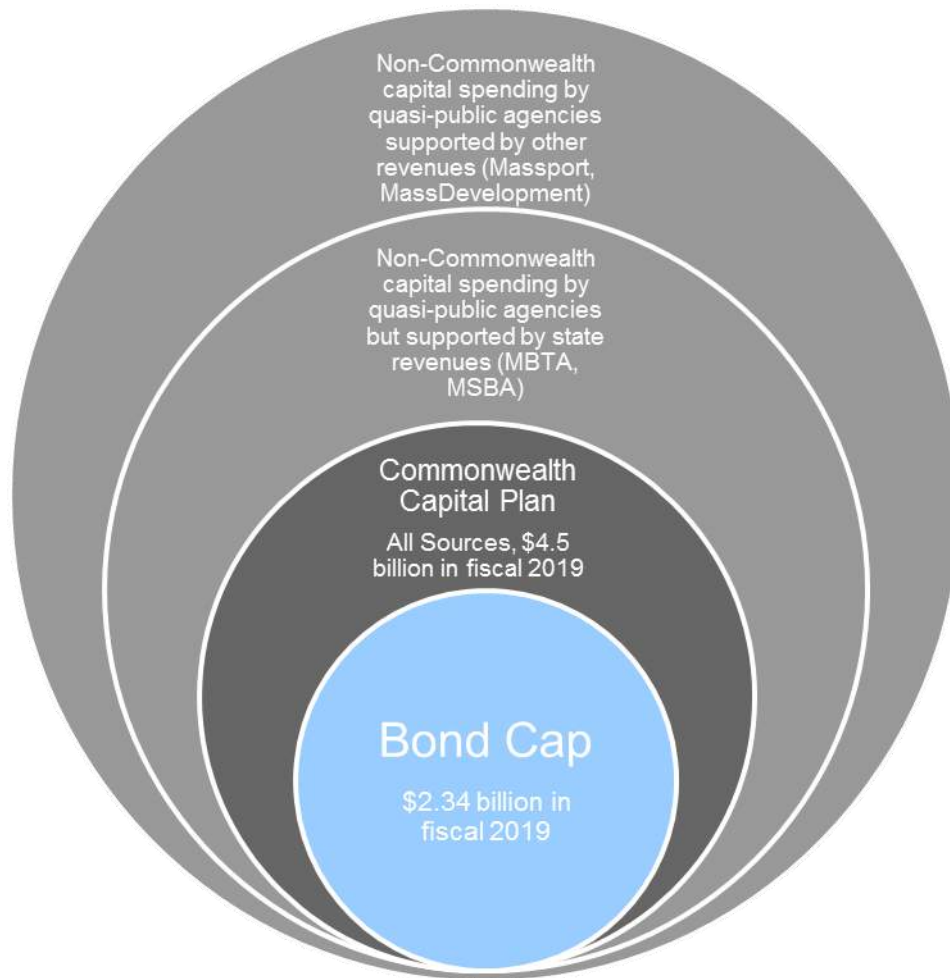 Non-Commonwealth
capital spending by
quasi-public agencies
supported by other
revenues (Massport,
MassDevelopment)
Non-Commonwealth
capital spending by
quasi-public agencies
but supported by state
revenues (MBTA,
MSBA)
Commonwealth
Capital Plan
All Sources, $4.5
billion in fiscal 2019
Bond Cap
$2.34 billion in
fiscal 2019